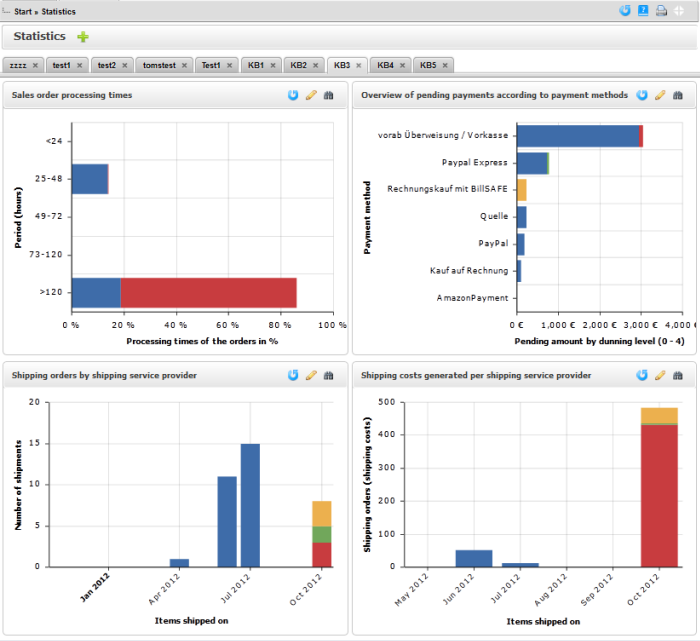 Start » Statistics
Statistics
zzzz × test1 × test2 × tomstest × Test1 × KB1 × KB2 × KB3 × KB4 × KB5 ×
Sales order processing times
<24
25-48
49-72
73-120
>120
Period (hours)
0 % 20 % 40 % 60 % 80 % 100 %
Processing times of the orders in %
Overview of pending payments according to payment methods
vorab Überweisung / Vorkasse
Paypal Express
Rechnungskauf mit BillSAFE
Quelle
PayPal
Kauf auf Rechnung
AmazonPayment
Payment method
0 € 1,000 € 2,000 € 3,000 € 4,000 €
Pending amount by dunning level (0 - 4)
Shipping orders by shipping service provider
20
15
10
5
0
Number of shipments
Jan 2012 Apr 2012 Jul 2012 Oct 2012
Items shipped on
Shipping costs generated per shipping service provider
500
400
300
200
100
0
Shipping orders (shipping costs)
May 2012 Jun 2012 Jul 2012 Aug 2012 Sep 2012 Oct 2012
Items shipped on